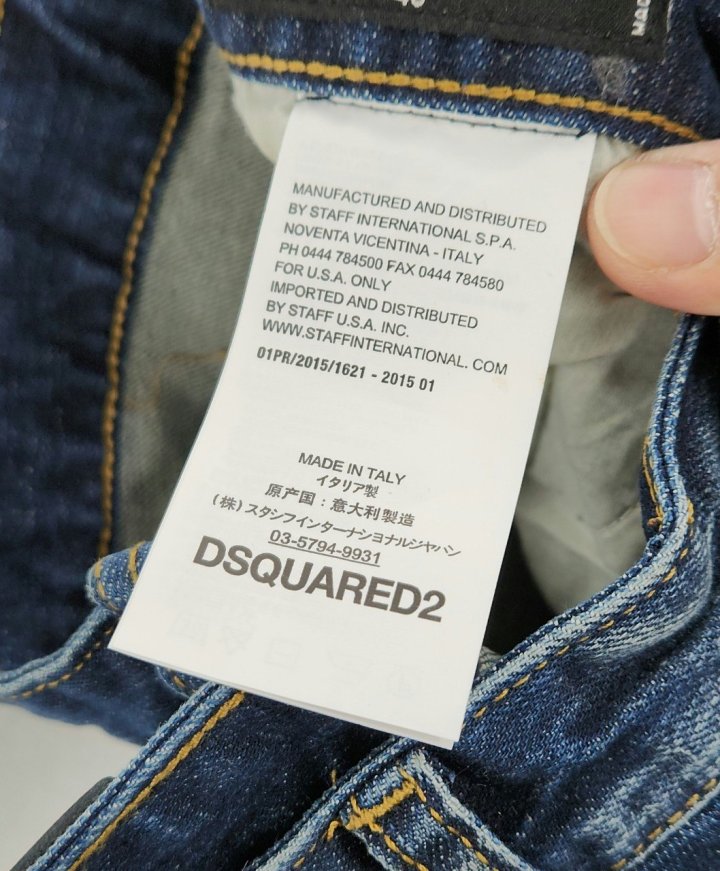 MANUFACTURED AND DISTRIBUTED
BY STAFF INTERNATIONAL S.P.A.
NOVENTA VICENTINA - ITALY
PH 0444 784500 FAX 0444 784580
FOR U.S.A. ONLY
IMPORTED AND DISTRIBUTED
BY STAFF U.S.A. INC.
WWW.STAFFINTERNATIONAL. COM
01PR/2015/1621 - 2015 01
MADE IN TALY
イタリア製
原产国：意大利製造
(株) スタシフインターナショナルジャパン
03-5794-9931
DSQUARED2